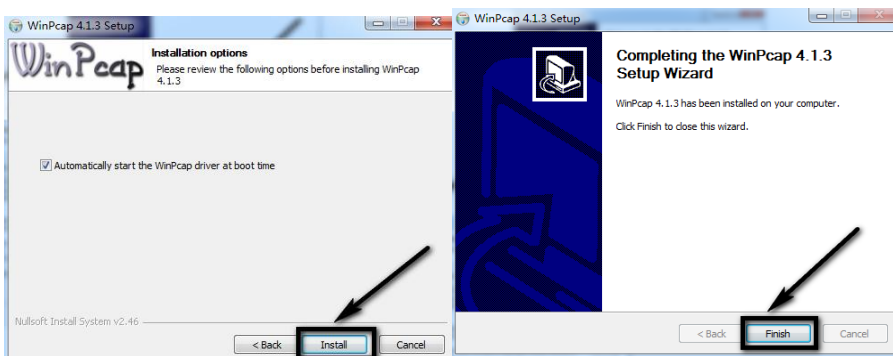 WinPcap 4.1.3 Setup
WinPcap
Installation options
Please review the following options before installing WinPcap
4.1.3
Automatically start the WinPcap driver at boot time
Nullsoft Install System v2.46
< Back
Install
Cancel
WinPcap 4.1.3 Setup
Completing the WinPcap 4.1.3
Setup Wizard
WinPcap 4.1.3 has been installed on your computer.
Click Finish to close this wizard.
< Back
Finish
Cancel